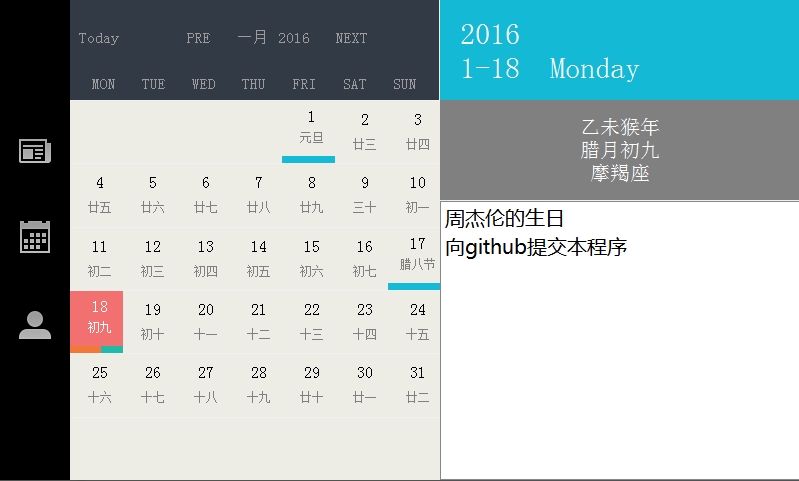 Today PRE 一月 2016 NEXT
MON TUE WED THU FRI SAT SUN
1 2 3
元旦 廿三 廿四
4 5 6 7 8 9 10
廿五 廿六 廿七 廿八 廿九 三十 初一
11 12 13 14 15 16 17
初二 初三 初四 初五 初六 初七 腊八节
18 19 20 21 22 23 24
初九 初十 十一 十二 十三 十四 十五
25 26 27 28 29 30 31
十六 十七 十八 十九 廿十 廿一 廿二
2016
1-18 Monday
乙未猴年
腊月初九
摩羯座
周杰伦的生日
向github提交本程序